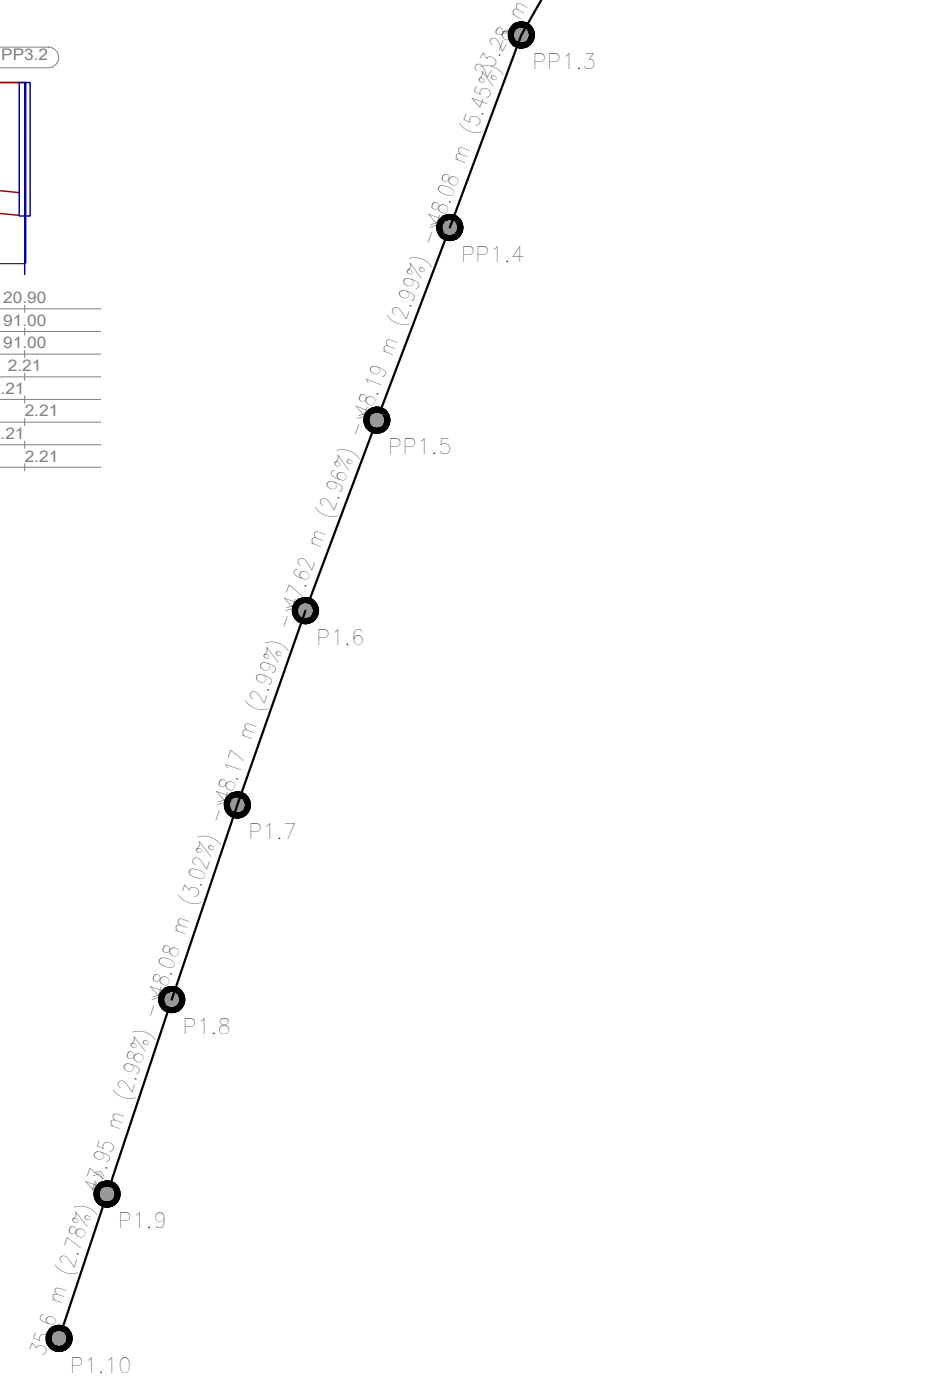 PP3.2
20.90
91.00
91.00
2.21
.21
2.21
.21
2.21
23.28 m
PP1.3
48.08 m (5.45%)
PP1.4
48.19 m (2.99%)
PP1.5
47.62 m (2.96%)
P1.6
48.17 m (2.99%)
P1.7
48.08 m (3.02%)
P1.8
47.95 m (2.98%)
P1.9
35.6 m (2.78%)
P1.10